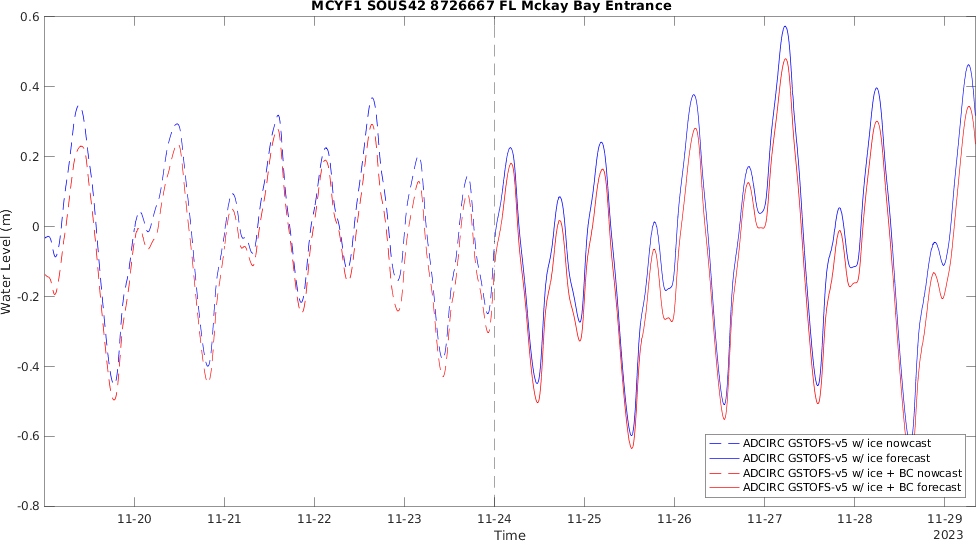 MCYF1 SOUS42 8726667 FL Mckay Bay Entrance
0.6
0.4
0.2
0
-0.2
-0.4
-0.6
-0.8
Water Level (m)
ADCIRC GSTOFS-v5 w/ ice nowcast
ADCIRC GSTOFS-v5 w/ ice forecast
ADCIRC GSTOFS-v5 w/ ice + BC nowcast
ADCIRC GSTOFS-v5 w/ ice + BC forecast
11-20 11-21 11-22 11-23 11-24 11-25 11-26 11-27 11-28 11-29
Time 2023